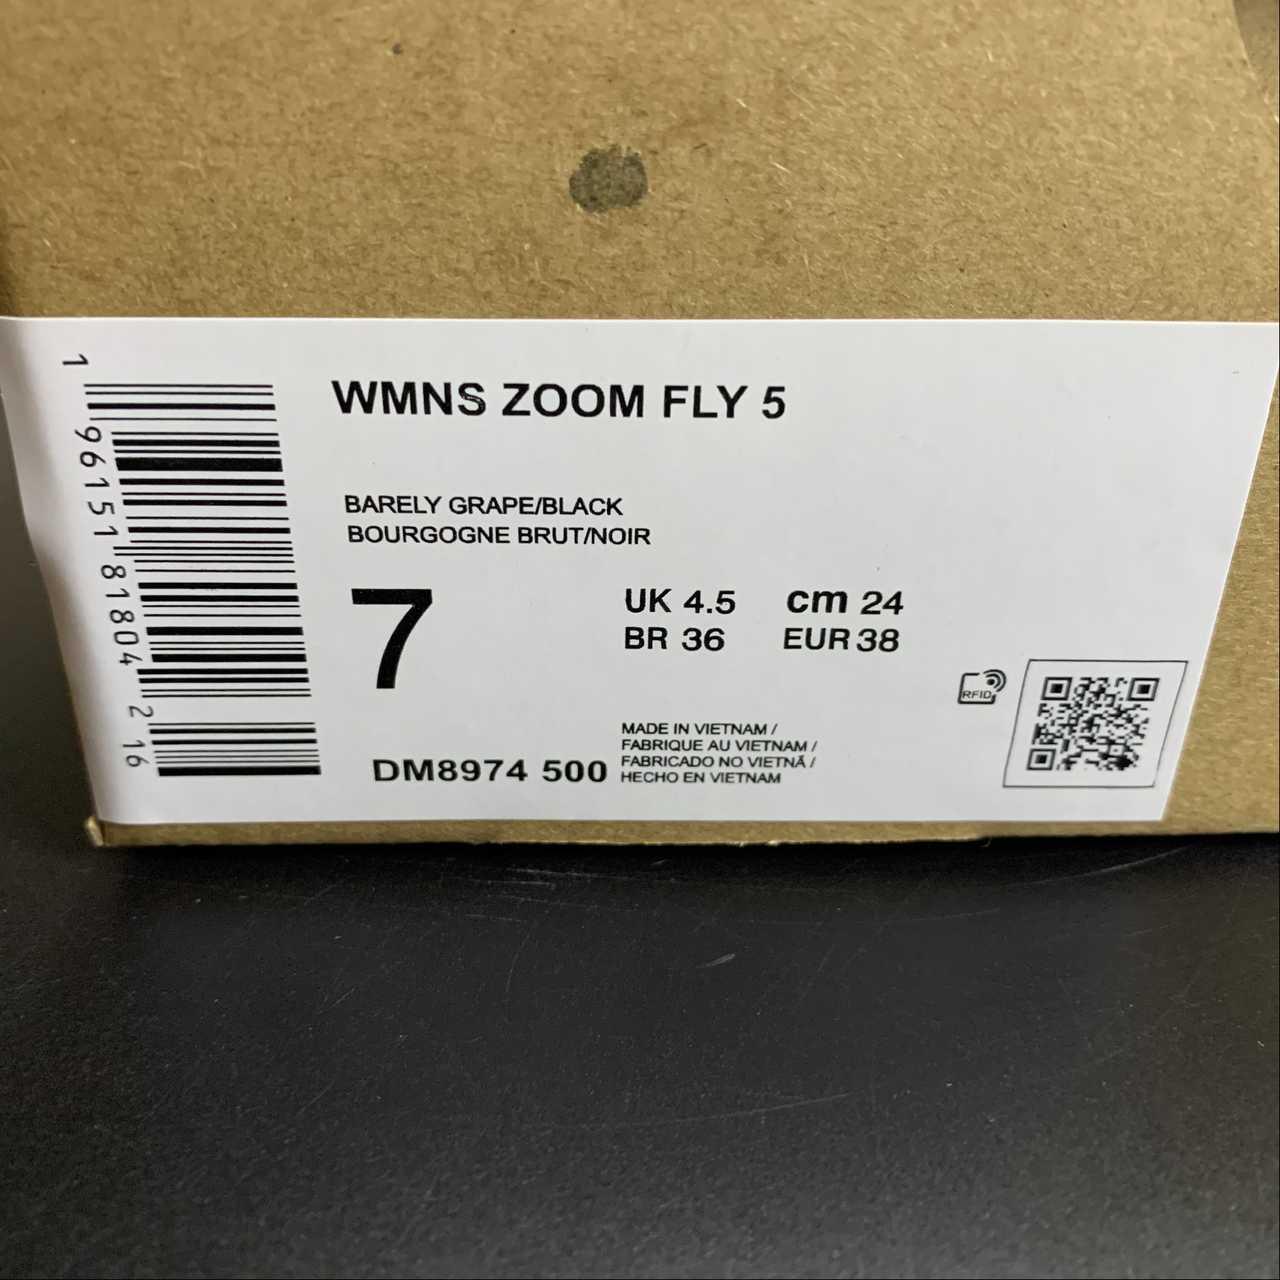 WMNS ZOOM FLY 5
BARELY GRAPE/BLACK
BOURGOGNE BRUT/NOIR
7
UK 4.5 cm 24
BR 36 EUR 38
RFID
MADE IN VIETNAM /
FABRIQUE AU VIETNAM /
FABRICADO NO VIETNÃ /
HECHO EN VIETNAM
DM8974 500
1 96151 81804 2 16